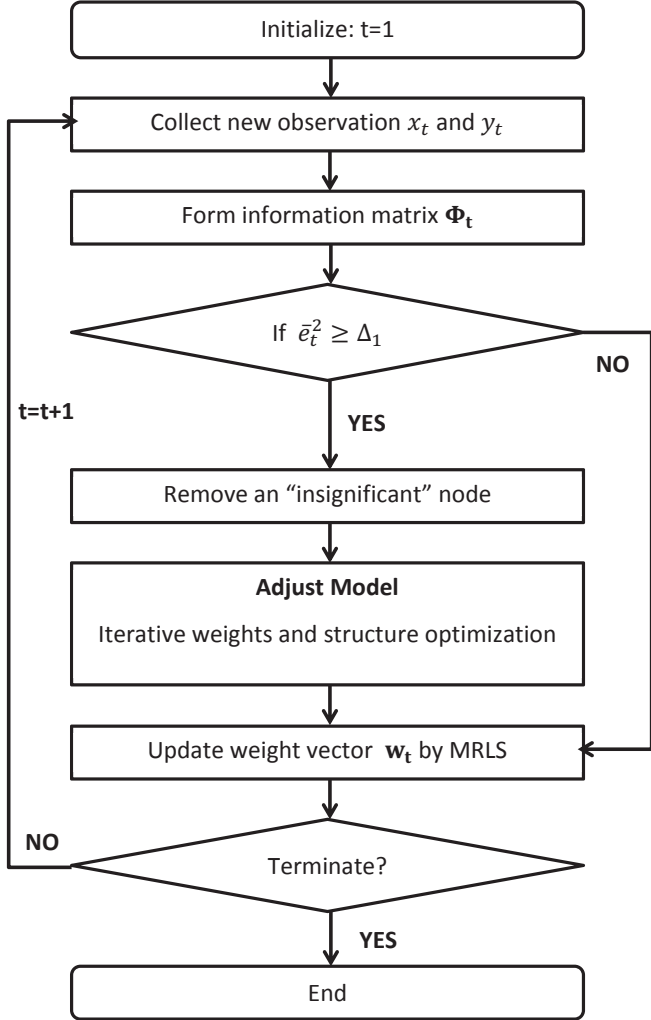 Initialize: t=1
Collect new observation x_t and y_t
Form information matrix Φ_t
If ē_t^2 ≥ Δ_1
NO
t=t+1
YES
Remove an “insignificant” node
Adjust Model
Iterative weights and structure optimization
Update weight vector w_t by MRLS
NO
Terminate?
YES
End